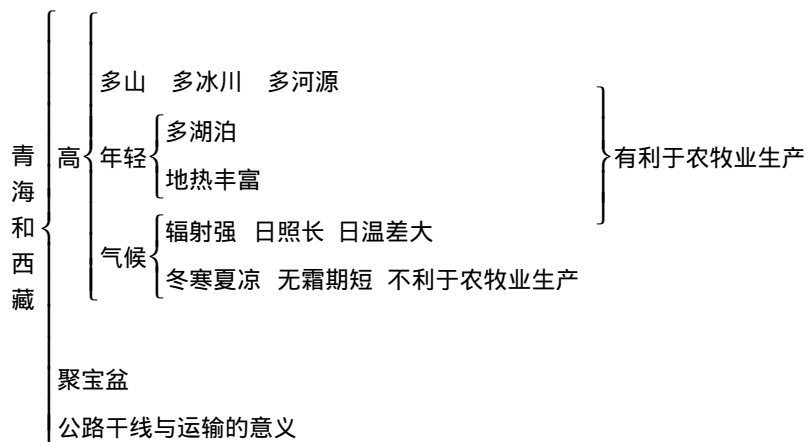 青海和西藏
高
多山 多冰川 多河源
年轻
多湖泊
地热丰富
有利于农牧业生产
气候
辐射强 日照长 日温差大
冬寒夏凉 无霜期短 不利于农牧业生产
聚宝盆
公路干线与运输的意义